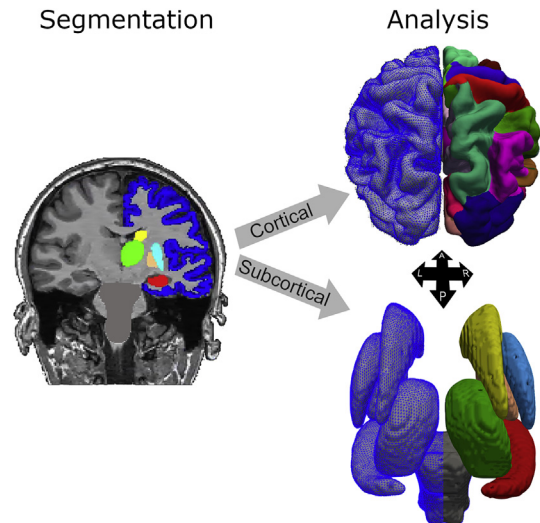 Segmentation
Analysis
Cortical
Subcortical
A
L R
P